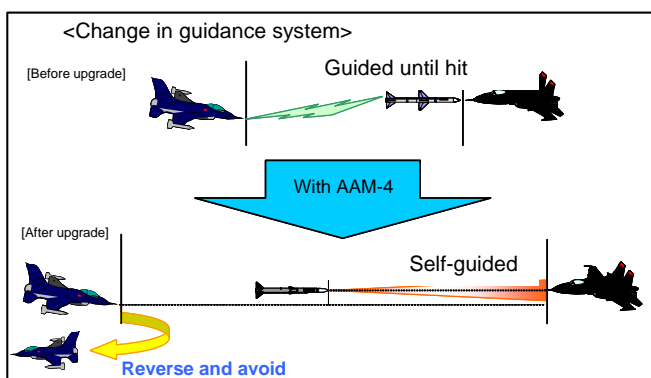 <Change in guidance system>
[Before upgrade]
Guided until hit
With AAM-4
[After upgrade]
Self-guided
Reverse and avoid